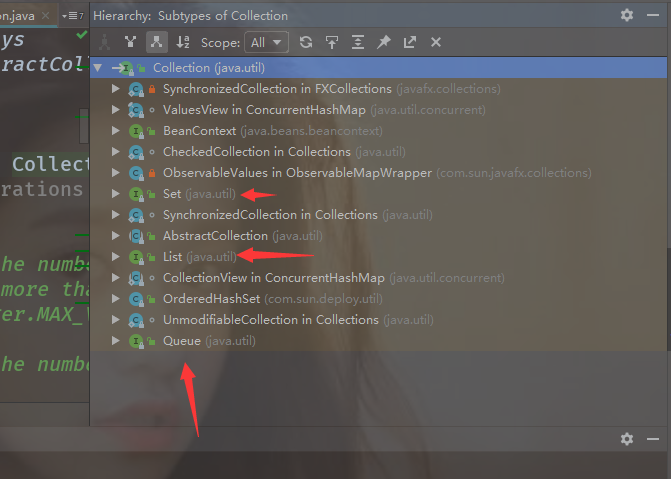 on.java
7
Hierarchy: Subtypes of Collection
ys
Scope: All
ractColl
Collection (java.util)
SynchronizedCollection in FXCollections (javafx.collections)
ValuesView in ConcurrentHashMap (java.util.concurrent)
BeanContext (java.beans.beancontext)
CheckedCollection in Collections (java.util)
Collect
ObservableValues in ObservableMapWrapper (com.sun.javafx.collections)
rations
Set (java.util)
SynchronizedCollection in Collections (java.util)
AbstractCollection (java.util)
List (java.util)
he numbe
CollectionView in ConcurrentHashMap (java.util.concurrent)
more tha
OrderedHashSet (com.sun.deploy.util)
er.MAX_V
UnmodifiableCollection in Collections (java.util)
Queue (java.util)
he numbe